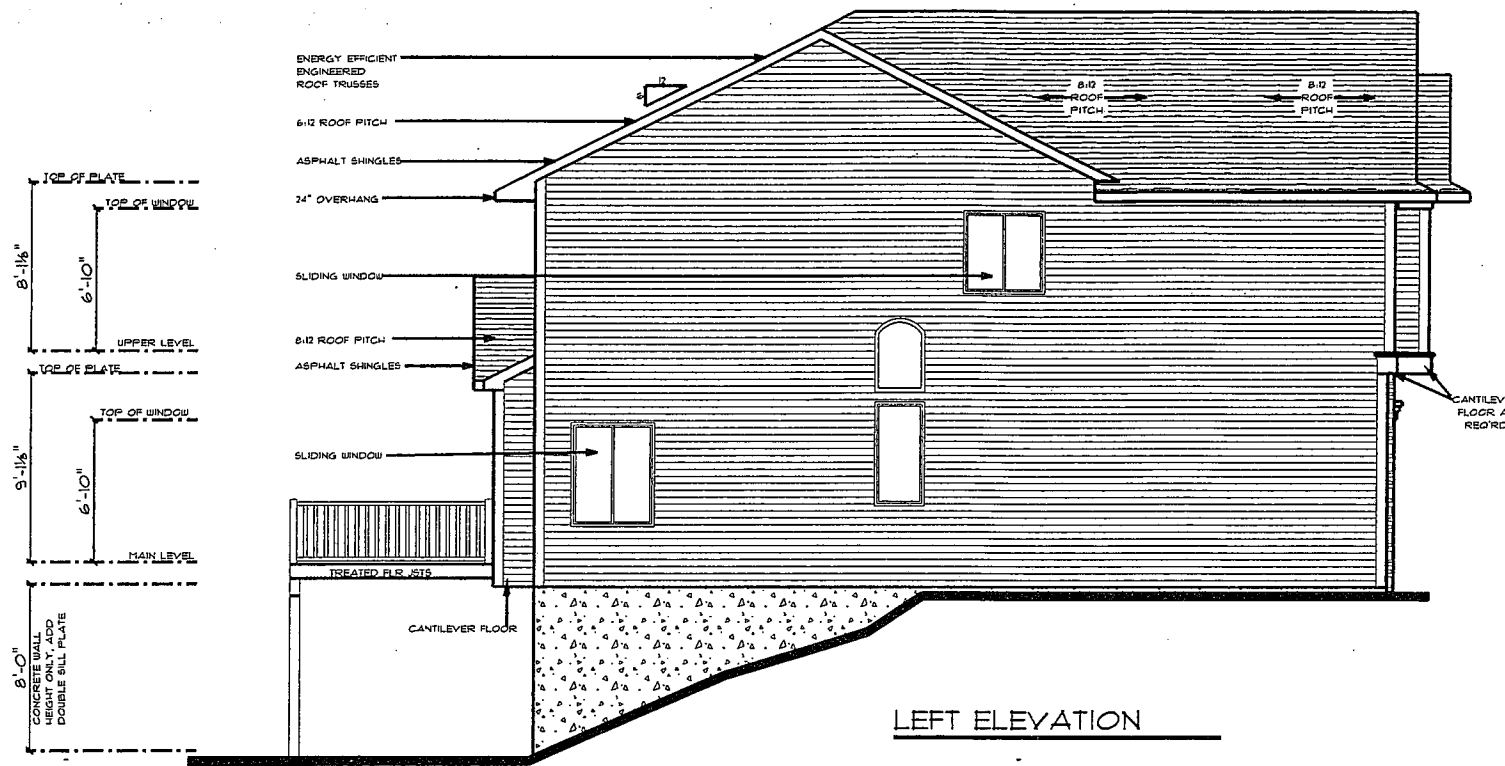 ENERGY EFFICIENT
ENGINEERED
ROOF TRUSSES
12
6
6:12 ROOF PITCH
ASPHALT SHINGLES
24" OVERHANG
8:12
ROOF
PITCH
8:12
ROOF
PITCH
TOP OF PLATE
TOP OF WINDOW
8'-1⅛"
6'-10"
SLIDING WINDOW
UPPER LEVEL
8:12 ROOF PITCH
TOP OF PLATE
ASPHALT SHINGLES
TOP OF WINDOW
CANTILEV
FLOOR A
REQ'RD
9'-1⅛"
6'-10"
SLIDING WINDOW
MAIN LEVEL
TREATED FLR JSTS
CANTILEVER FLOOR
8'-0"
CONCRETE WALL
HEIGHT ONLY, ADD
DOUBLE SILL PLATE
LEFT ELEVATION